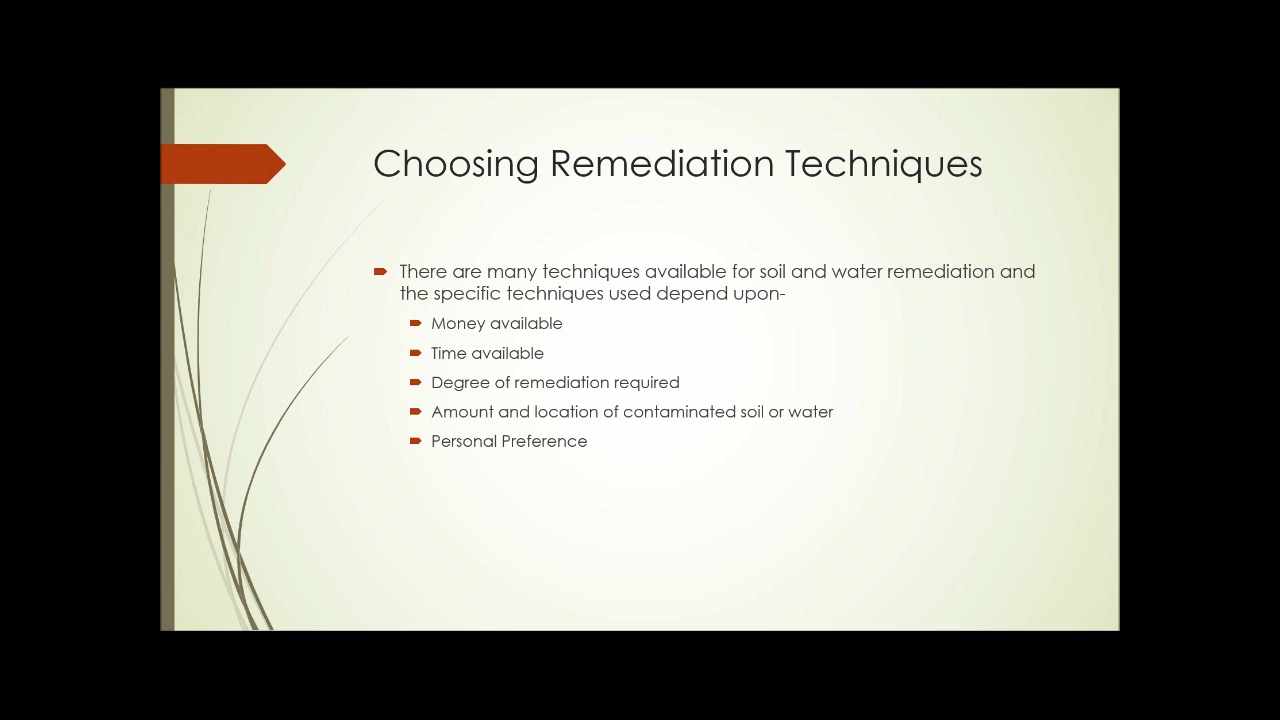 Choosing Remediation Techniques
There are many techniques available for soil and water remediation and
the specific techniques used depend upon-
Money available
Time available
Degree of remediation required
Amount and location of contaminated soil or water
Personal Preference